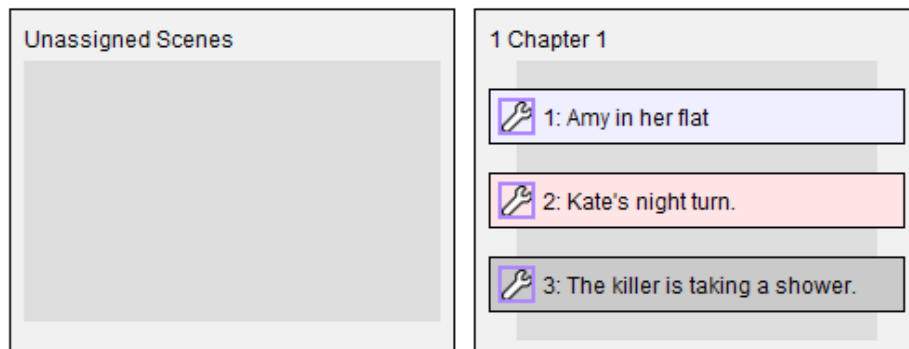 Unassigned Scenes
1 Chapter 1
1: Amy in her flat
2: Kate's night turn.
3: The killer is taking a shower.